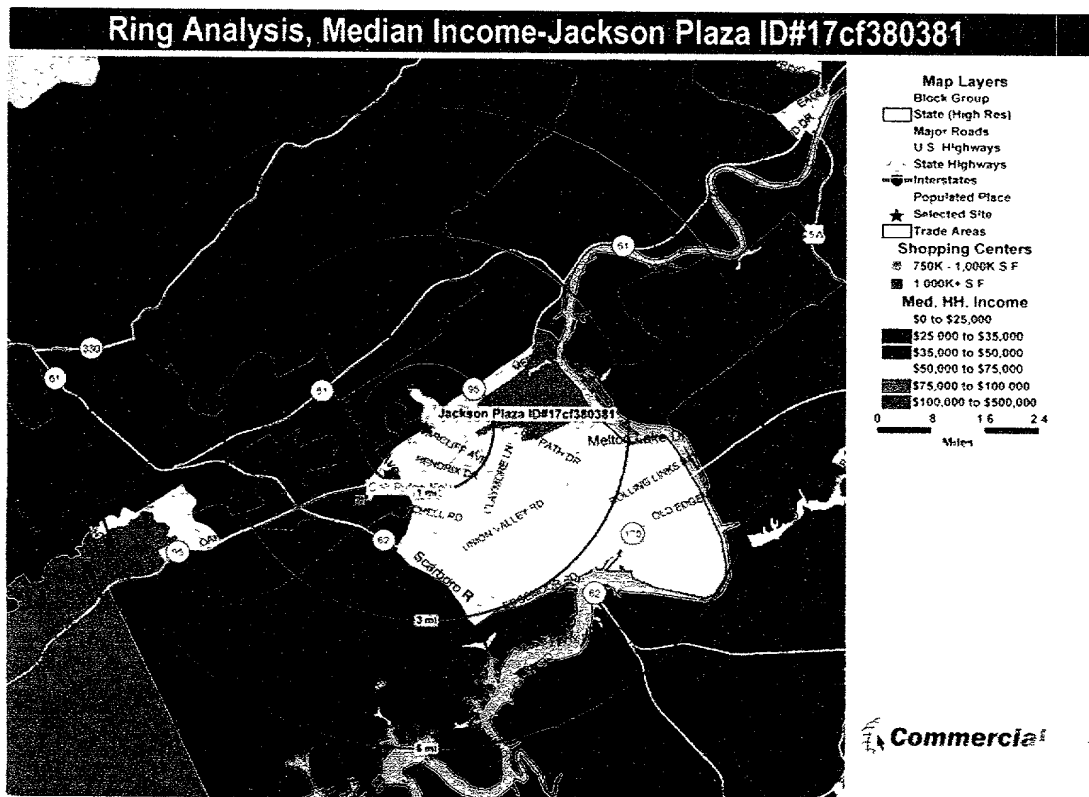 Ring Analysis, Median Income-Jackson Plaza ID#17cf380381
Map Layers
Block Group
State (High Res)
Major Roads
U S Highways
State Highways
Interstates
Populated Place
Selected Site
Trade Areas
Shopping Centers
750K - 1,000K S F
1 000K+ S F
Med. HH. Income
$0 to $25,000
$25 000 to $35,000
$35,000 to $50,000
$50,000 to $75,000
$75,000 to $100 000
$100,000 to $500,000
0 8 1 6 2 4
Miles
61
330
61
61
95
Jackson Plaza ID#17cf380381
Melton Lake D
PATH DR
CLAYMORE LN
ROLLING LINKS
OLD EDGE
UNION VALLEY RD
1 mi
62
Scarboro R
170
62
3 mi
5 mi
Commercial